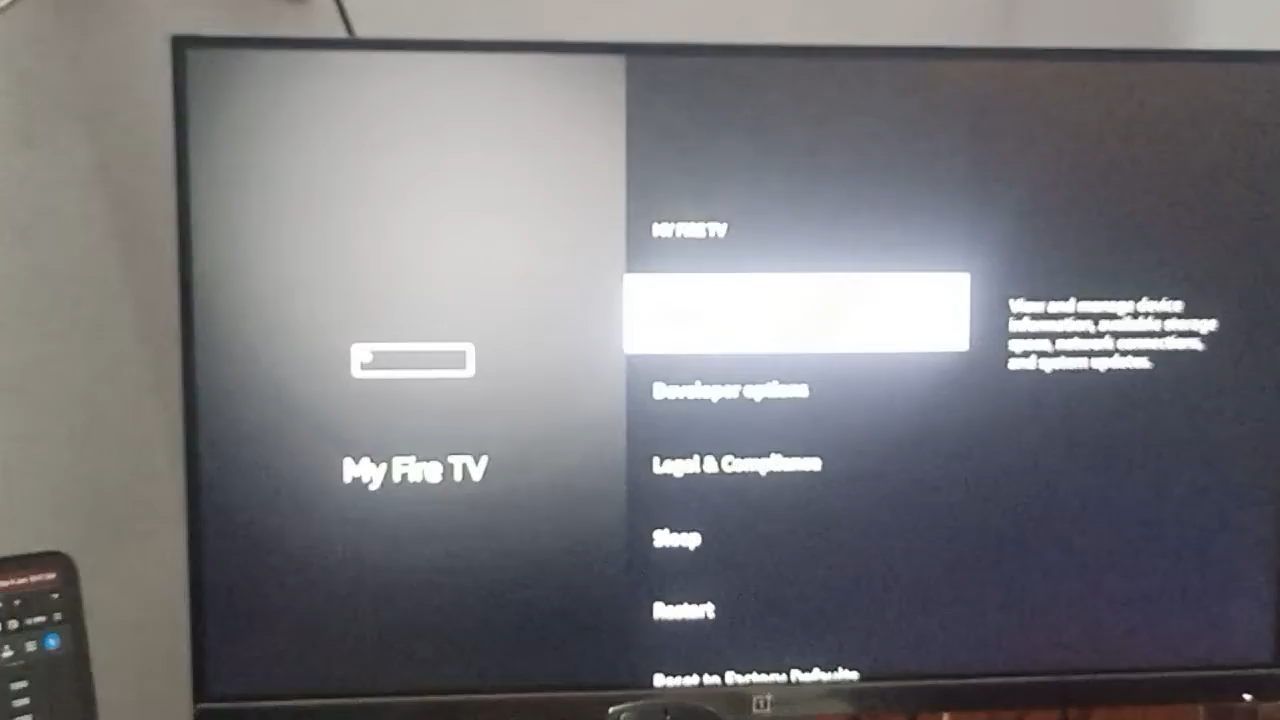 MY FIRE TV
View and manage device
information, available storage
space, network connections,
and system updates.
Developer options
Legal & Compliance
My Fire TV
Sleep
Restart
Reset to Factory Defaults